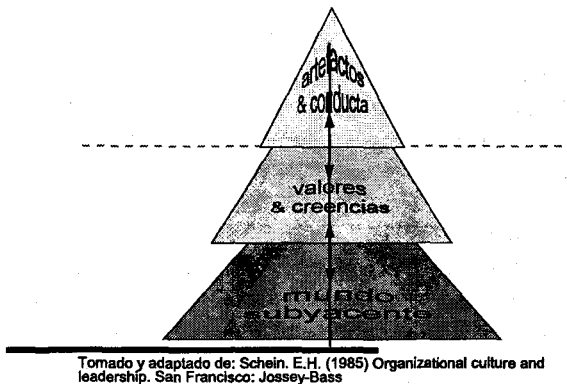 artefactos
& conducta
valores
& creencias
mundo
subyacente
Tomado y adaptado de: Schein. E.H. (1985) Organizational culture and
leadership. San Francisco: Jossey-Bass